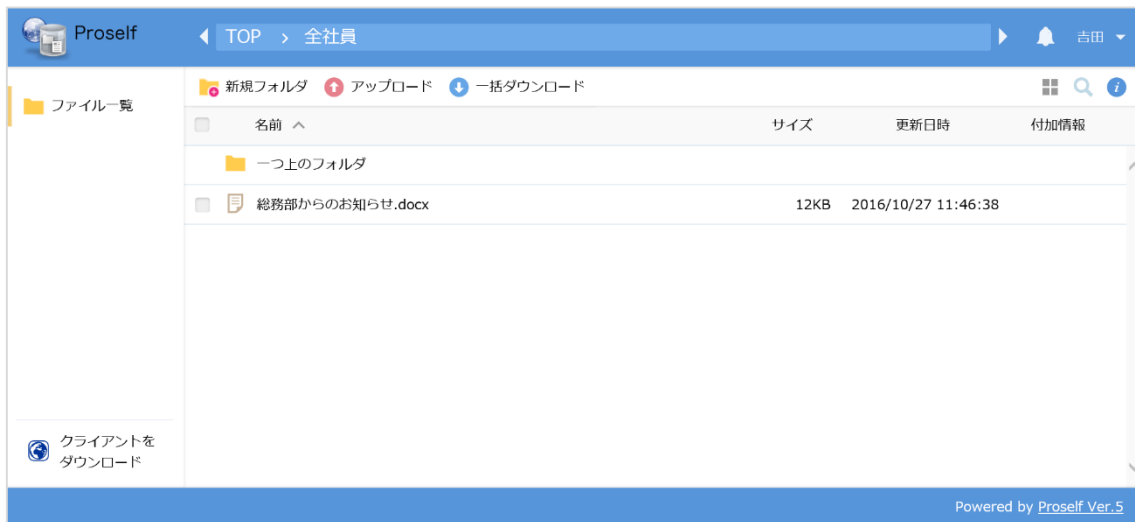 Proself
TOP > 全社員
吉田
新規フォルダ アップロード 一括ダウンロード
ファイル一覧
名前 サイズ 更新日時 付加情報
一つ上のフォルダ
総務部からのお知らせ.docx 12KB 2016/10/27 11:46:38
クライアントを
ダウンロード
Powered by Proself Ver.5